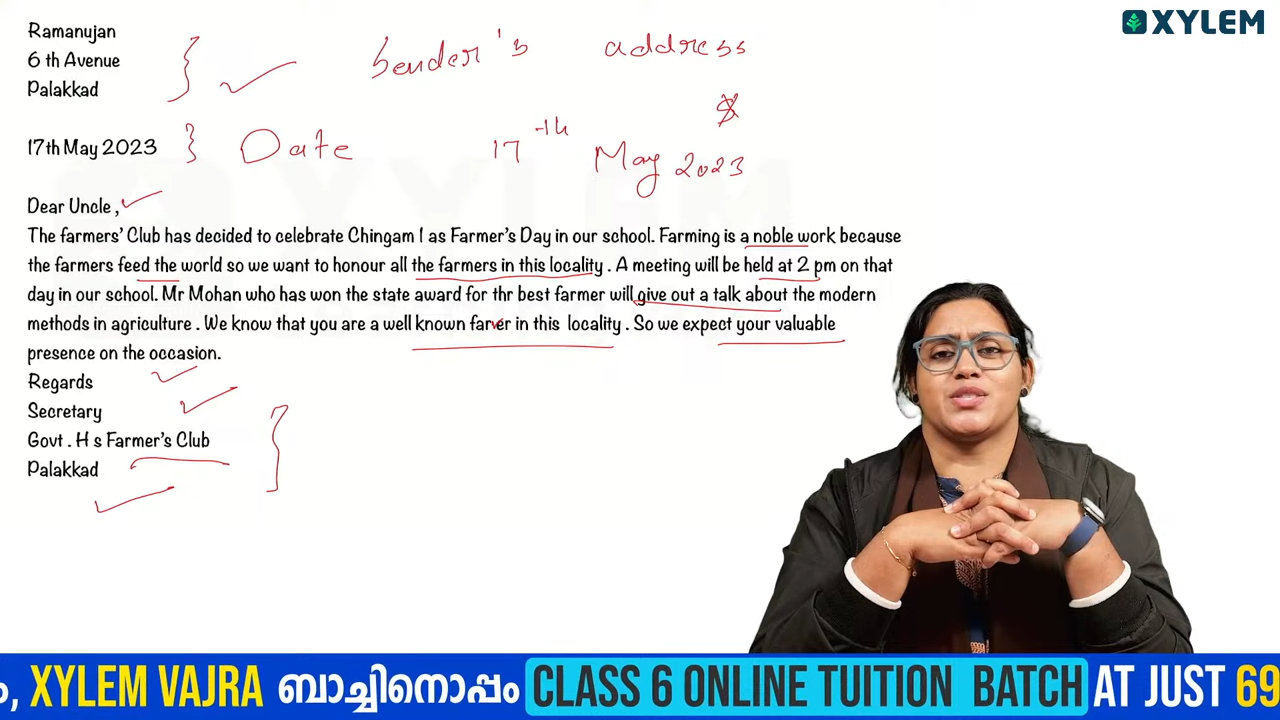 XYLEM
Ramanujan
6 th Avenue
Palakkad
Sender's address
17th May 2023
Date 17th May 2023
Dear Uncle ,
The farmers' Club has decided to celebrate Chingam 1 as Farmer's Day in our school. Farming is a noble work because
the farmers feed the world so we want to honour all the farmers in this locality . A meeting will be held at 2 pm on that
day in our school. Mr Mohan who has won the state award for thr best farmer will give out a talk about the modern
methods in agriculture . We know that you are a well known farver in this locality . So we expect your valuable
presence on the occasion.
Regards
Secretary
Govt . H s Farmer's Club
Palakkad
XYLEM VAJRA ബാച്ചിനൊപ്പം CLASS 6 ONLINE TUITION BATCH AT JUST 69